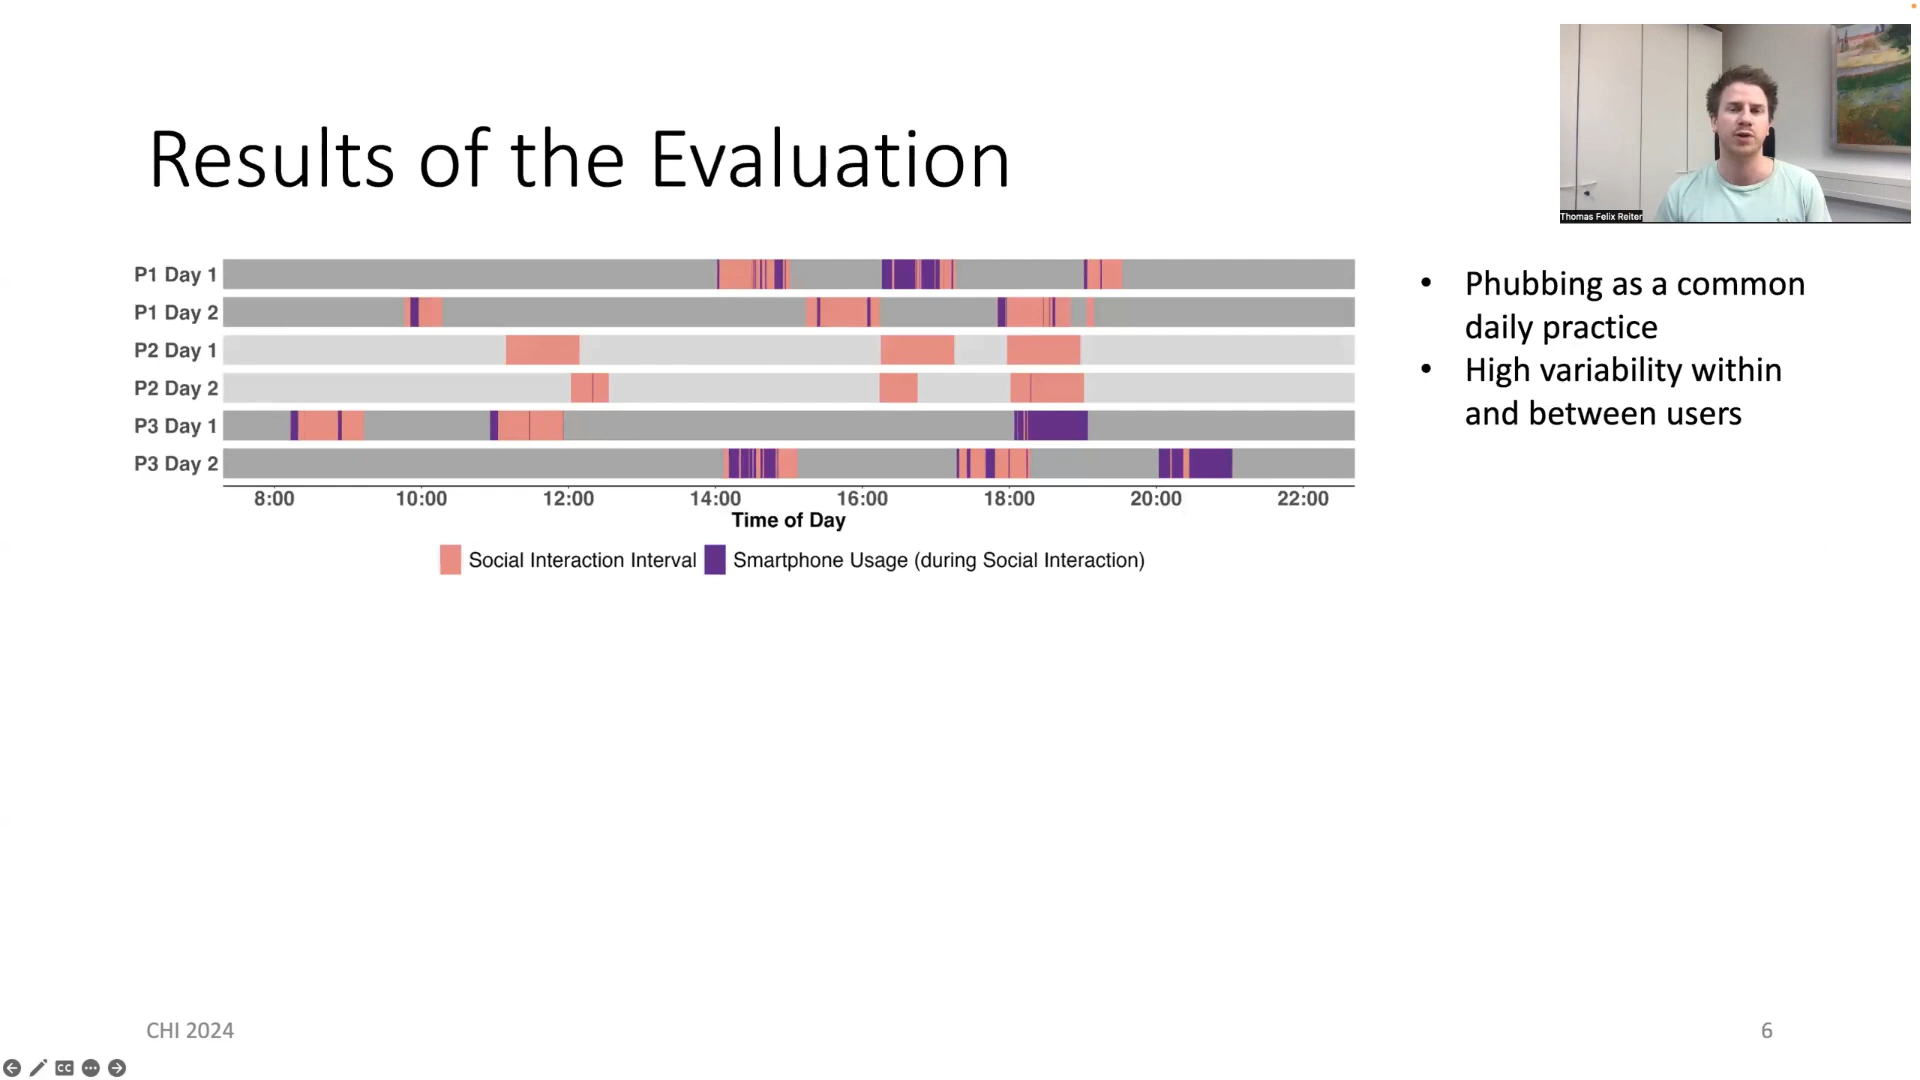 Results of the Evaluation
Thomas Felix Reiter
P1 Day 1
P1 Day 2
P2 Day 1
P2 Day 2
P3 Day 1
P3 Day 2
8:00 10:00 12:00 14:00 16:00 18:00 20:00 22:00
Time of Day
Social Interaction Interval Smartphone Usage (during Social Interaction)
• Phubbing as a common
daily practice
• High variability within
and between users
CHI 2024
6
CC